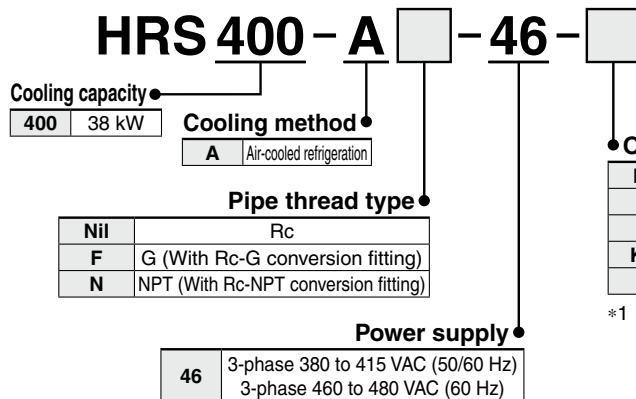 HRS 400 – A – 46 –
Cooling capacity
400 38 kW
Cooling method
A Air-cooled refrigeration
Pipe thread type
Nil Rc
F G (With Rc-G conversion fitting)
N NPT (With Rc-NPT conversion fitting)
*1
Power supply
46 3-phase 380 to 415 VAC (50/60 Hz)
3-phase 460 to 480 VAC (60 Hz)